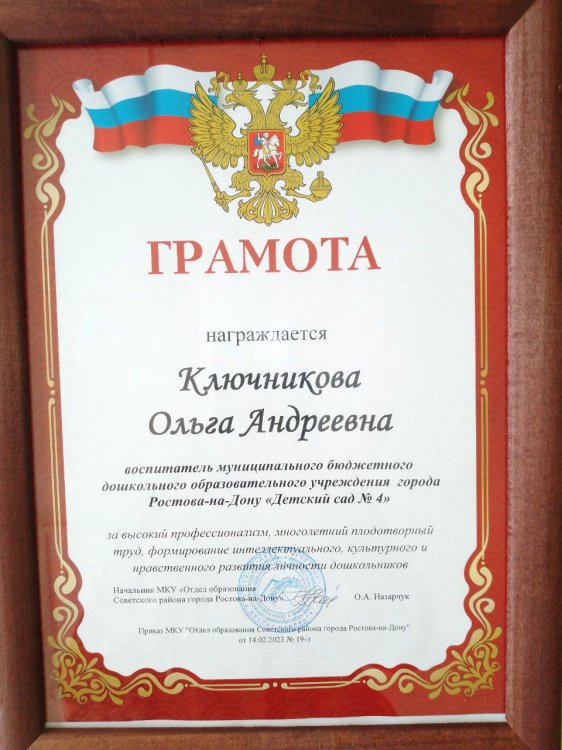 ГРАМОТА
награждается
Ключникова
Ольга Андреевна
воспитатель муниципального бюджетного
дошкольного образовательного учреждения города
Ростова-на-Дону «Детский сад № 4»
за высокий профессионализм, многолетний плодотворный
труд, формирование интеллектуального, культурного и
нравственного развития личности дошкольников
Начальник МКУ «Отдел образования
Советского района города Ростова-на-Дону» О.А. Назарчук
Приказ МКУ "Отдел образования Советского района города Ростова-на-Дону"
от 14.02.2023 № 19-л